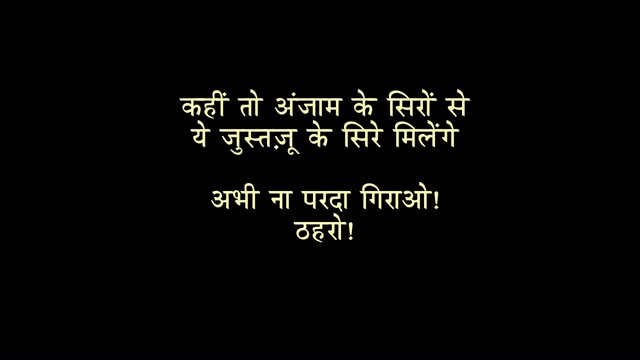 कहीं तो अंजाम के सिरों से
ये जुस्तज़ू के सिरे मिलेंगे
अभी ना परदा गिराओ!
ठहरो!